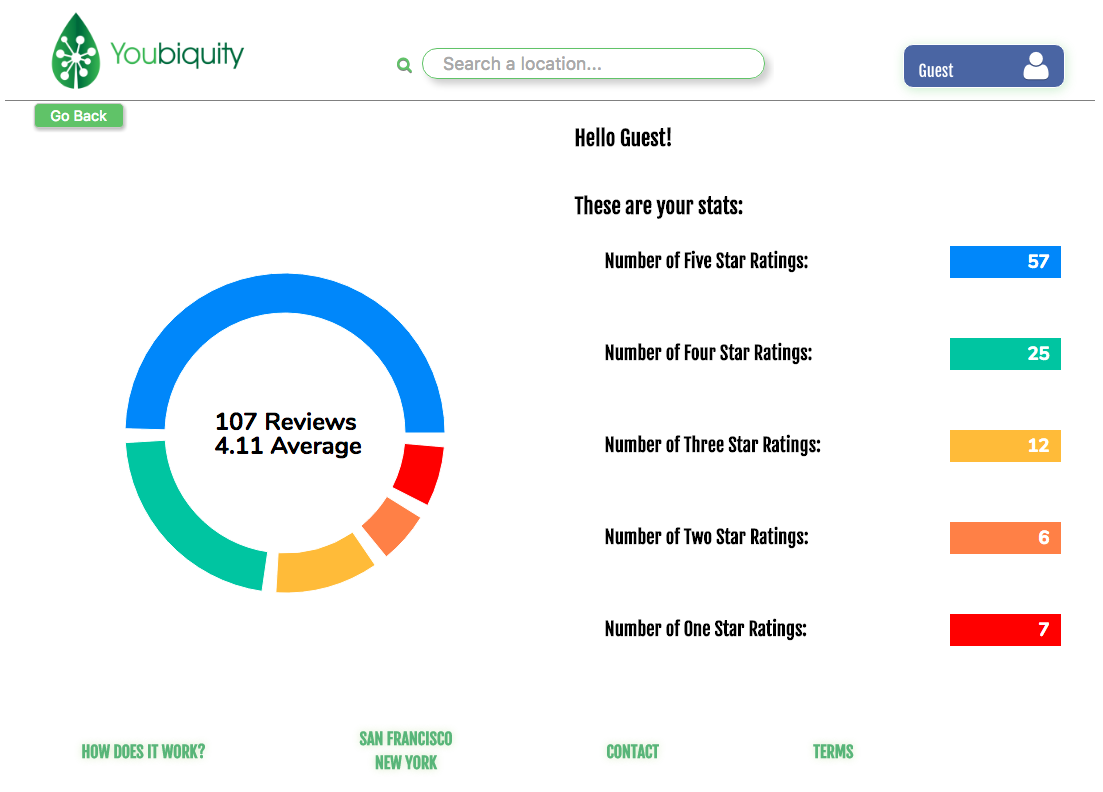 Youbiquity
Search a location...
Guest
Go Back
Hello Guest!
These are your stats:
Number of Five Star Ratings: 57
Number of Four Star Ratings: 25
Number of Three Star Ratings: 12
Number of Two Star Ratings: 6
Number of One Star Ratings: 7
107 Reviews
4.11 Average
HOW DOES IT WORK?
SAN FRANCISCO
NEW YORK
CONTACT
TERMS